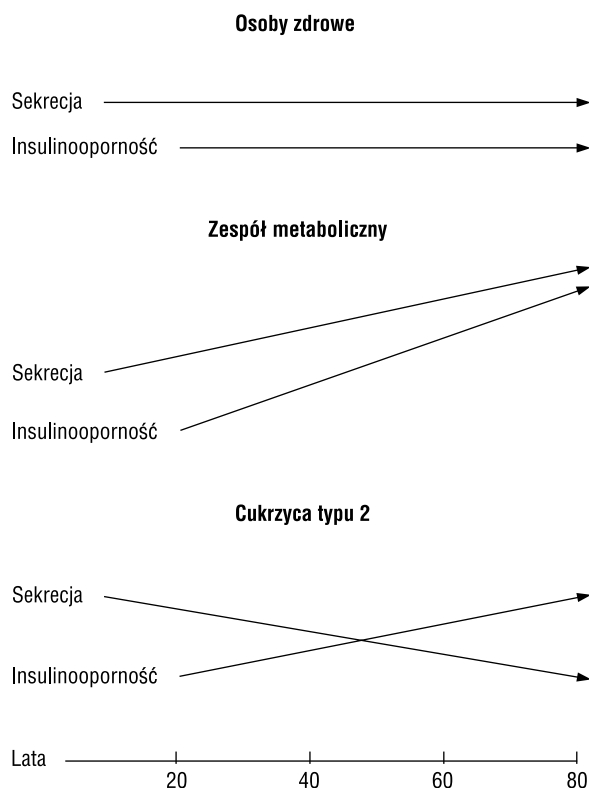 Osoby zdrowe
Sekrecja
Insulinooporność
Zespół metaboliczny
Sekrecja
Insulinooporność
Cukrzyca typu 2
Sekrecja
Insulinooporność
Lata
20 40 60 80